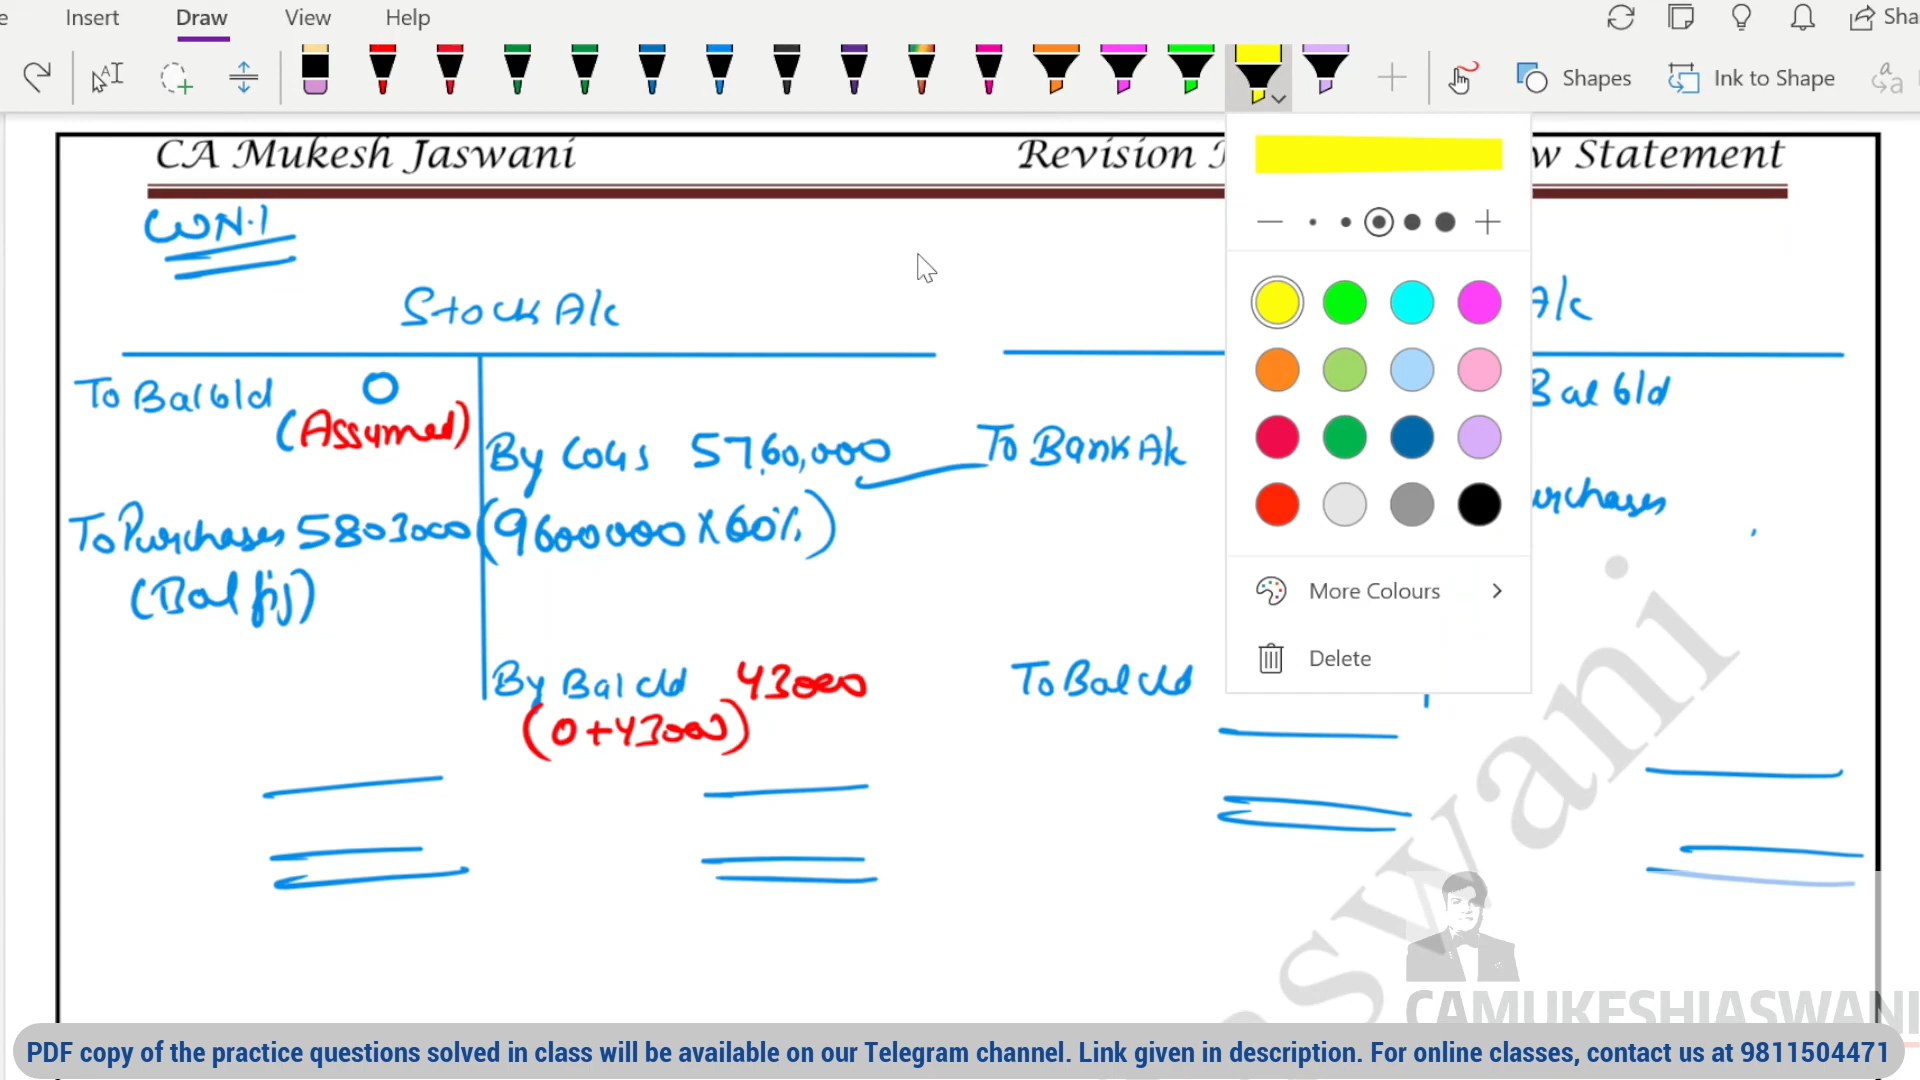 Insert Draw View Help Sha
Shapes Ink to Shape
CA Mukesh Jaswani Revision w Statement
WN.1
Stock A/c A/c
To Bal b/d 0 Bal b/d
(Assumed)
By COGS 57,60,000 To Bank A/c
To Purchases 5803000 (9600000 X 60%) urchases
(Bal fig)
More Colours
Delete
By Bal c/d 43000 To Bal c/d
(0+43000)
swani
CAMUKESHJASWANI
PDF copy of the practice questions solved in class will be available on our Telegram channel. Link given in description. For online classes, contact us at 9811504471